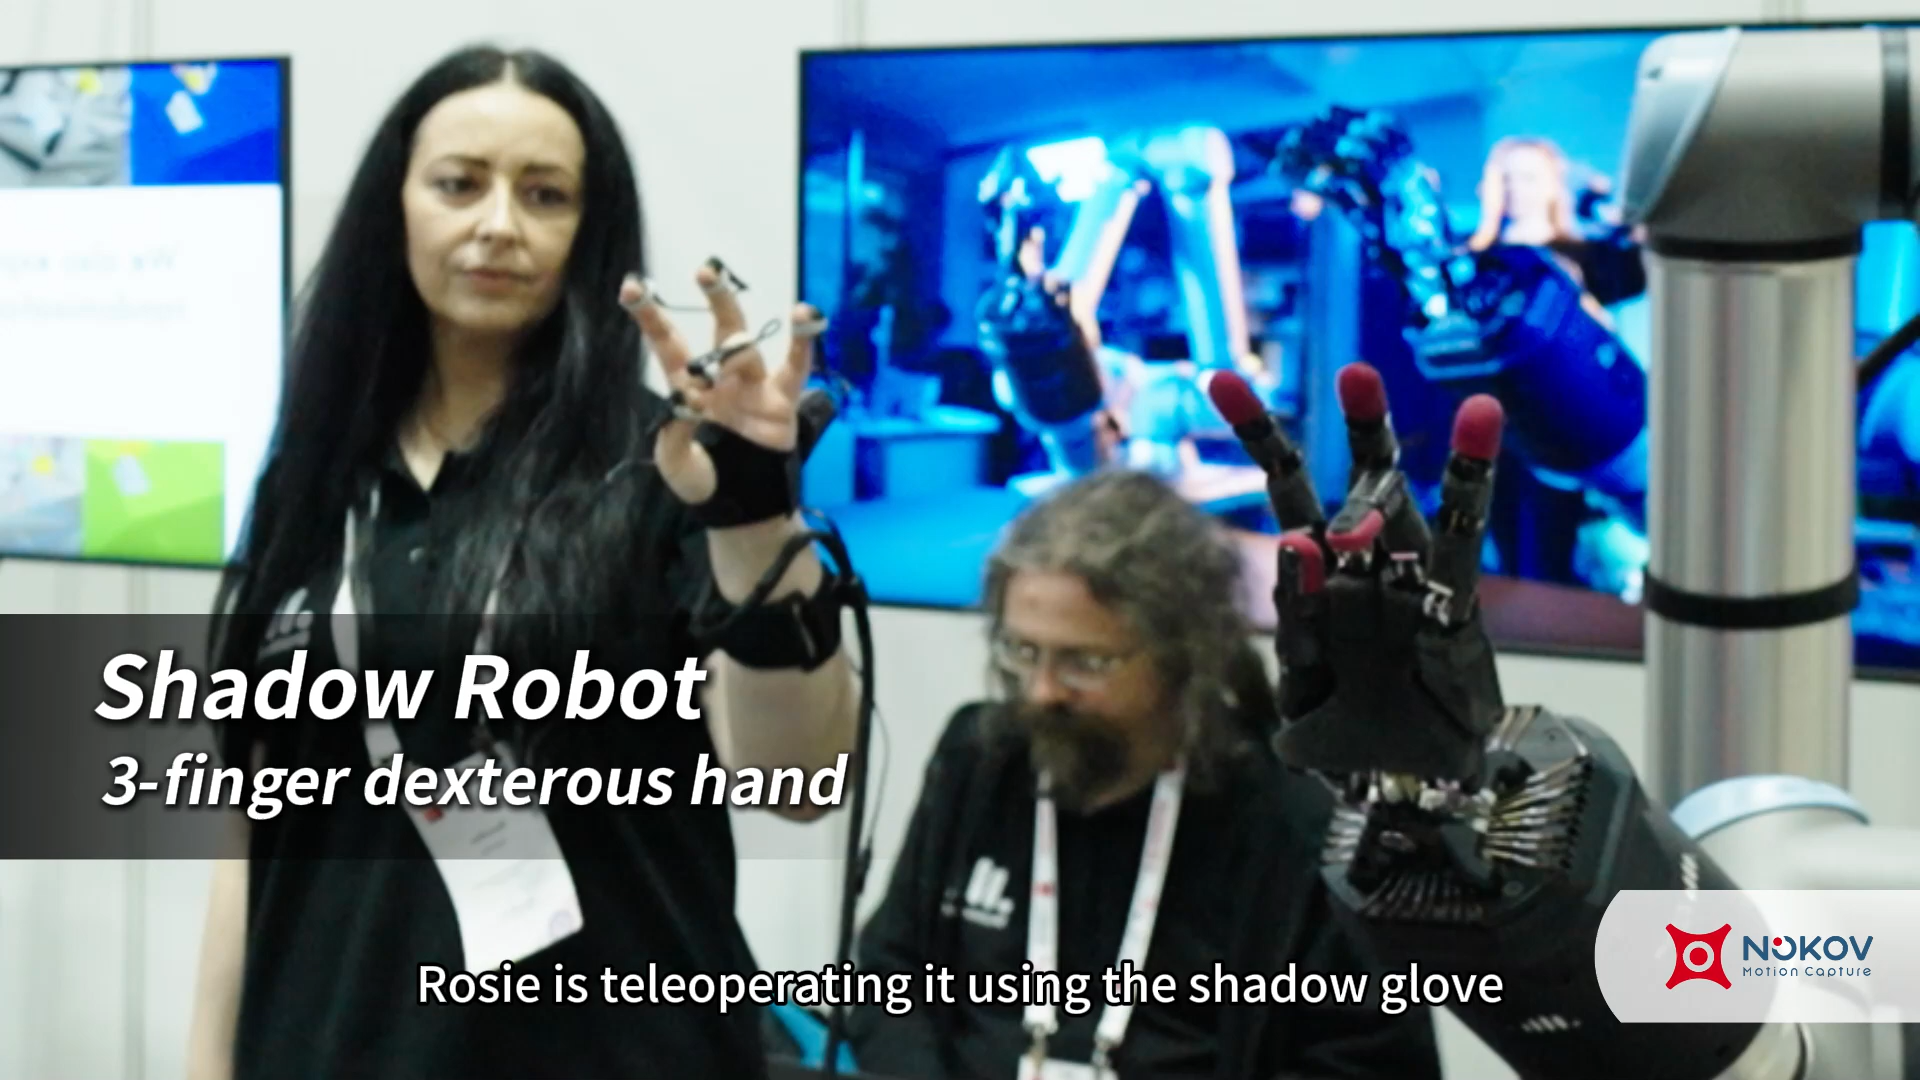 Shadow Robot
3-finger dexterous hand
Rosie is teleoperating it using the shadow glove
NOKOV
Motion Capture